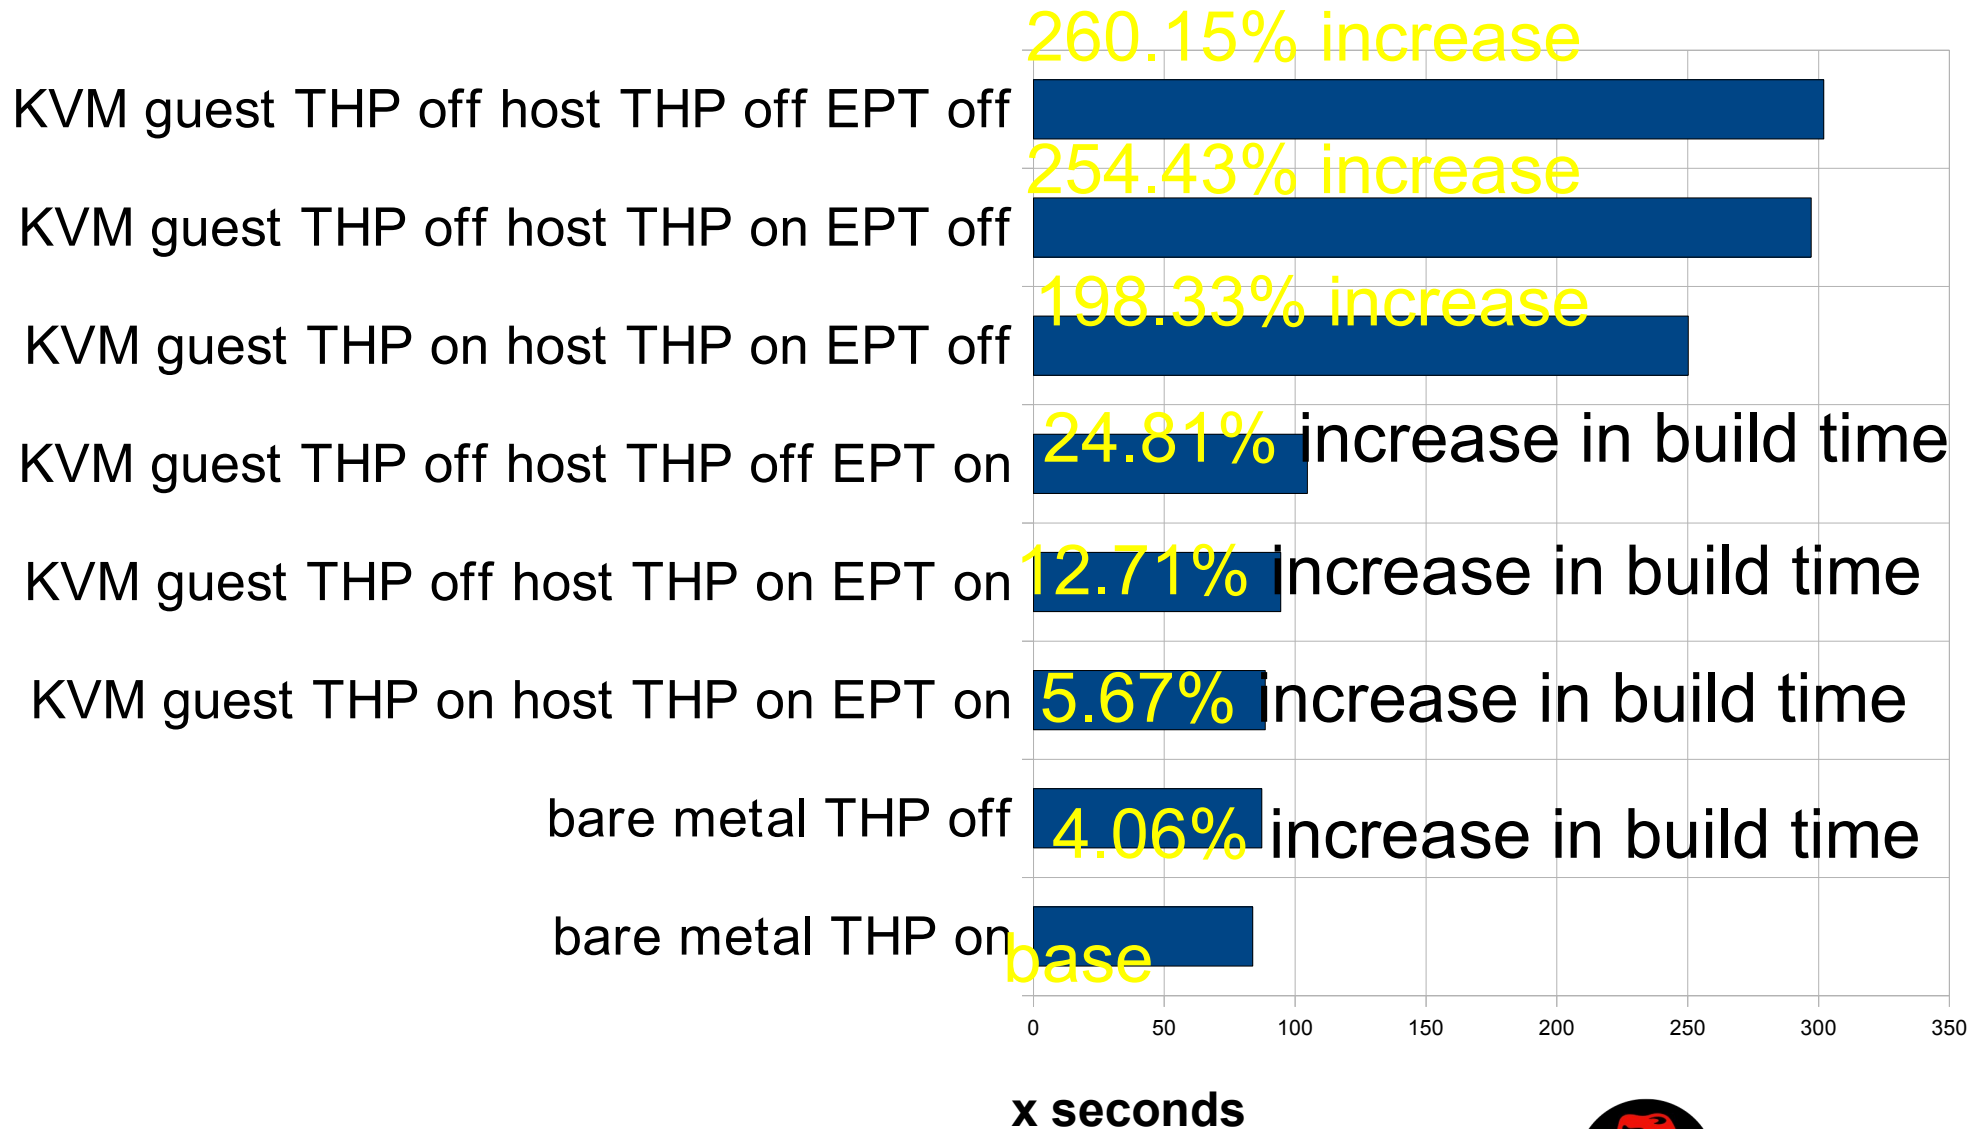 260.15% increase
KVM guest THP off host THP off EPT off
254.43% increase
KVM guest THP off host THP on EPT off
198.33% increase
KVM guest THP on host THP on EPT off
KVM guest THP off host THP off EPT on 24.81% increase in build time
KVM guest THP off host THP on EPT on 12.71% increase in build time
KVM guest THP on host THP on EPT on 5.67% increase in build time
bare metal THP off 4.06% increase in build time
bare metal THP on base
0 50 100 150 200 250 300 350
x seconds